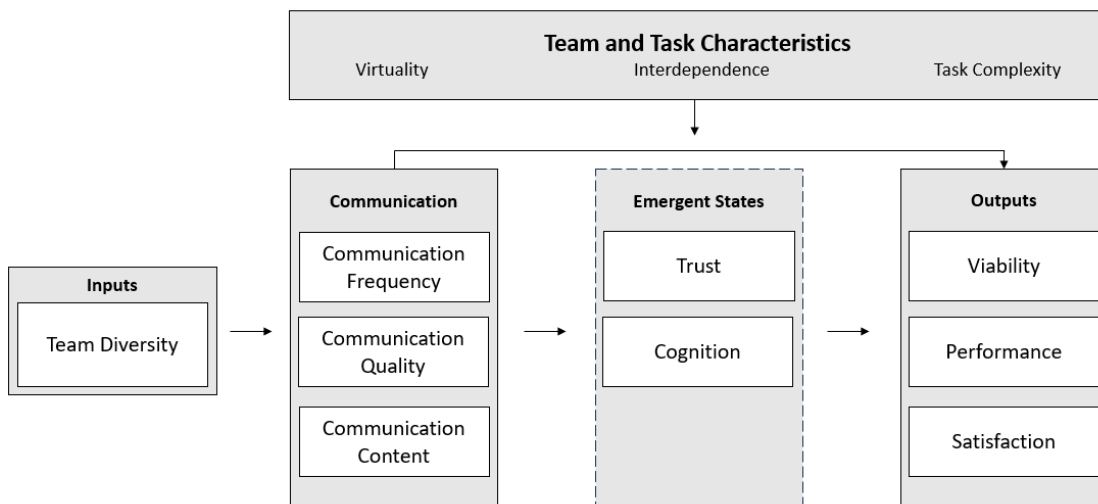 Team and Task Characteristics
Virtuality
Interdependence
Task Complexity
Inputs
Team Diversity
Communication
Communication
Frequency
Communication
Quality
Communication
Content
Emergent States
Trust
Cognition
Outputs
Viability
Performance
Satisfaction